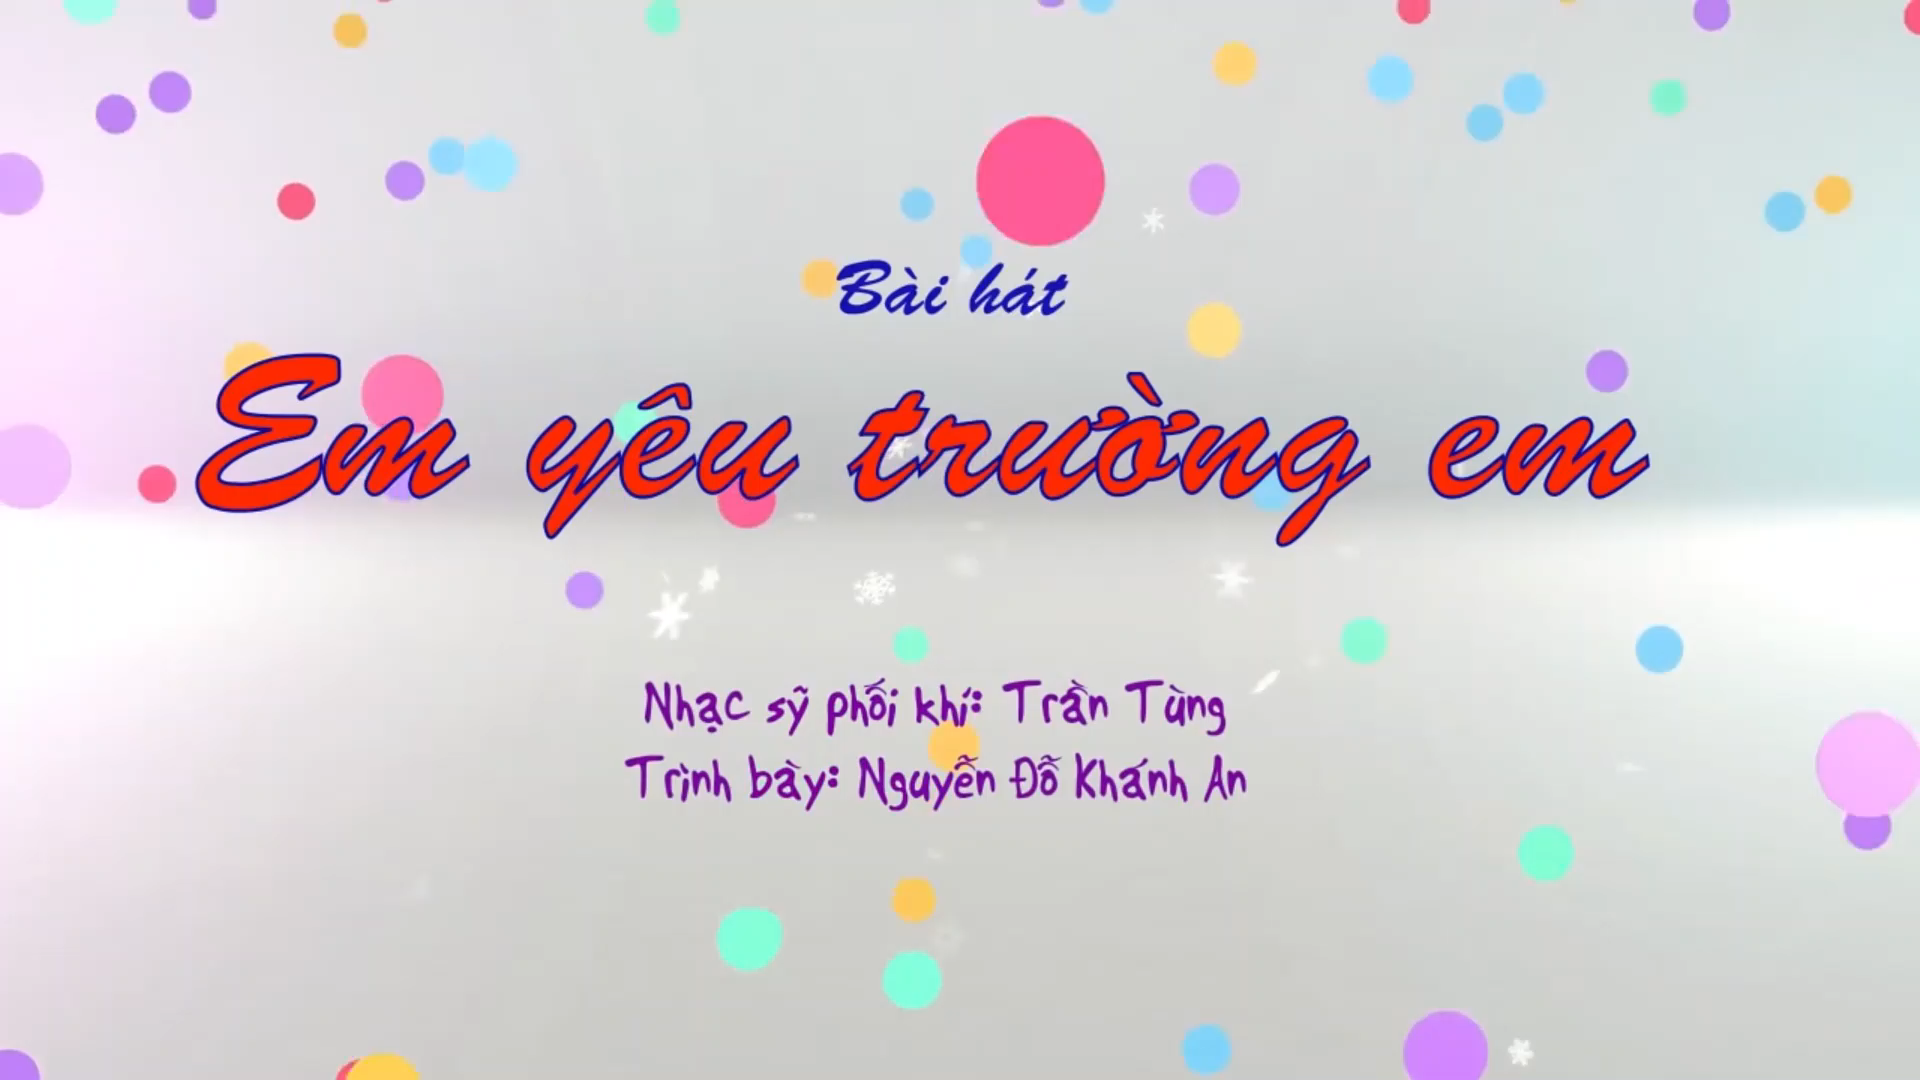 Bài hát
Em yêu trường em
Nhạc sỹ phối khí: Trần Tùng
Trình bày: Nguyễn Đỗ Khánh An